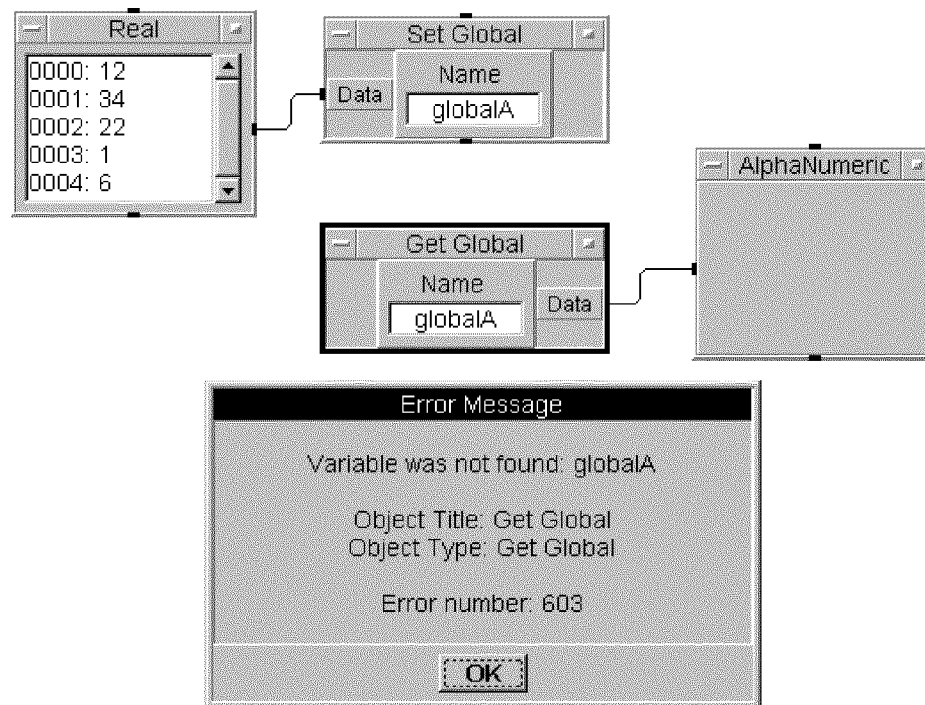 Real
0000: 12
0001: 34
0002: 22
0003: 1
0004: 6
Set Global
Name
Data
globalA
AlphaNumeric
Get Global
Name
Data
globalA
Error Message
Variable was not found: globalA
Object Title: Get Global
Object Type: Get Global
Error number: 603
OK